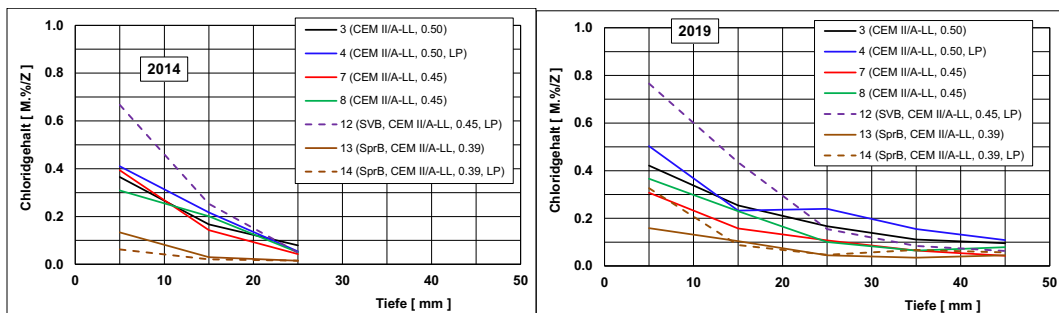 Chloridgehalt [ M.%/Z ]
1.0
0.8
0.6
0.4
0.2
0.0
2014
3 (CEM II/A-LL, 0.50)
4 (CEM II/A-LL, 0.50, LP)
7 (CEM II/A-LL, 0.45)
8 (CEM II/A-LL, 0.45)
12 (SVB, CEM II/A-LL, 0.45, LP)
13 (SprB, CEM II/A-LL, 0.39)
14 (SprB, CEM II/A-LL, 0.39, LP)
0 10 20 30 40 50
Tiefe [ mm ]
Chloridgehalt [ M.%/Z ]
1.0
0.8
0.6
0.4
0.2
0.0
2019
3 (CEM II/A-LL, 0.50)
4 (CEM II/A-LL, 0.50, LP)
7 (CEM II/A-LL, 0.45)
8 (CEM II/A-LL, 0.45)
12 (SVB, CEM II/A-LL, 0.45, LP)
13 (SprB, CEM II/A-LL, 0.39)
14 (SprB, CEM II/A-LL, 0.39, LP)
0 10 20 30 40 50
Tiefe [ mm ]